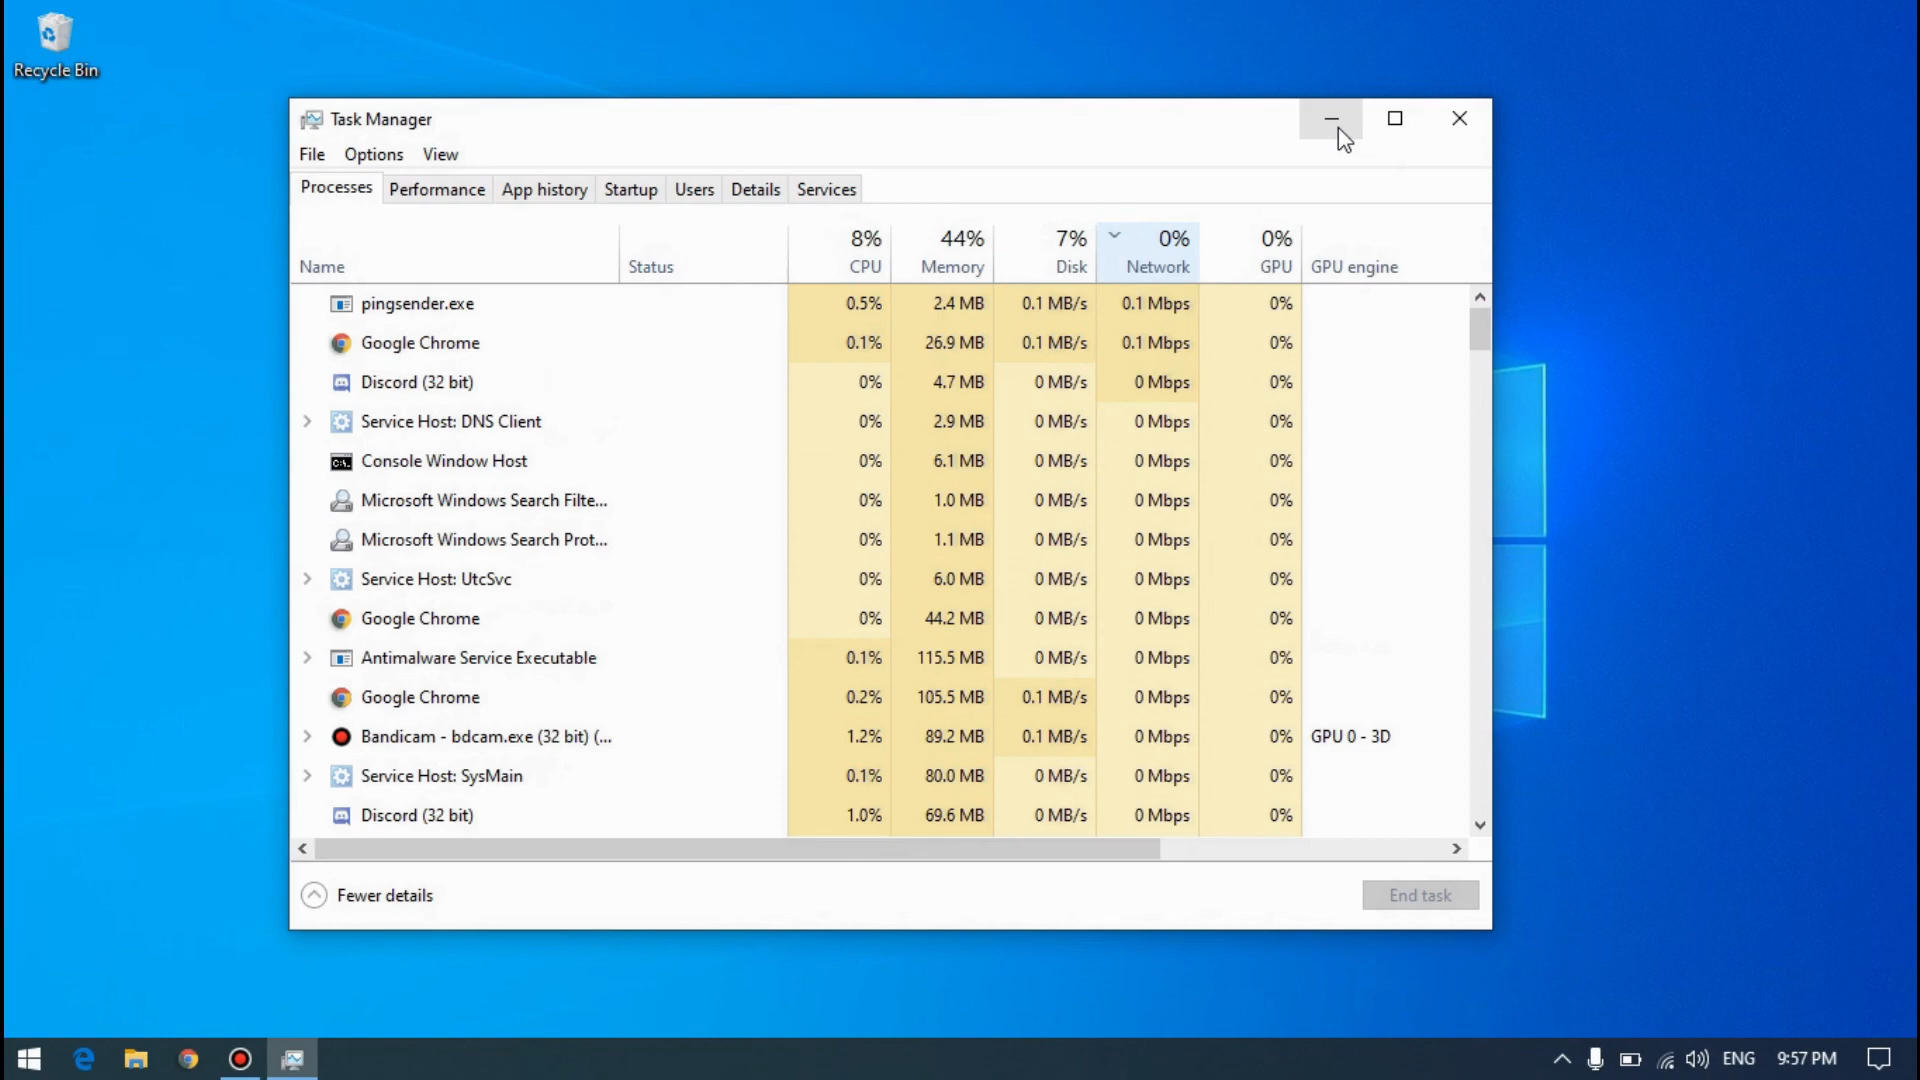 Recycle Bin
Task Manager
File Options View
Processes Performance App history Startup Users Details Services
8% 44% 7% 0% 0%
Name Status CPU Memory Disk Network GPU GPU engine
pingsender.exe 0.5% 2.4 MB 0.1 MB/s 0.1 Mbps 0%
Google Chrome 0.1% 26.9 MB 0.1 MB/s 0.1 Mbps 0%
Discord (32 bit) 0% 4.7 MB 0 MB/s 0 Mbps 0%
Service Host: DNS Client 0% 2.9 MB 0 MB/s 0 Mbps 0%
Console Window Host 0% 6.1 MB 0 MB/s 0 Mbps 0%
Microsoft Windows Search Filte... 0% 1.0 MB 0 MB/s 0 Mbps 0%
Microsoft Windows Search Prot... 0% 1.1 MB 0 MB/s 0 Mbps 0%
Service Host: UtcSvc 0% 6.0 MB 0 MB/s 0 Mbps 0%
Google Chrome 0% 44.2 MB 0 MB/s 0 Mbps 0%
Antimalware Service Executable 0.1% 115.5 MB 0 MB/s 0 Mbps 0%
Google Chrome 0.2% 105.5 MB 0.1 MB/s 0 Mbps 0%
Bandicam - bdcam.exe (32 bit) (... 1.2% 89.2 MB 0.1 MB/s 0 Mbps 0% GPU 0 - 3D
Service Host: SysMain 0.1% 80.0 MB 0 MB/s 0 Mbps 0%
Discord (32 bit) 1.0% 69.6 MB 0 MB/s 0 Mbps 0%
Fewer details End task
ENG 9:57 PM